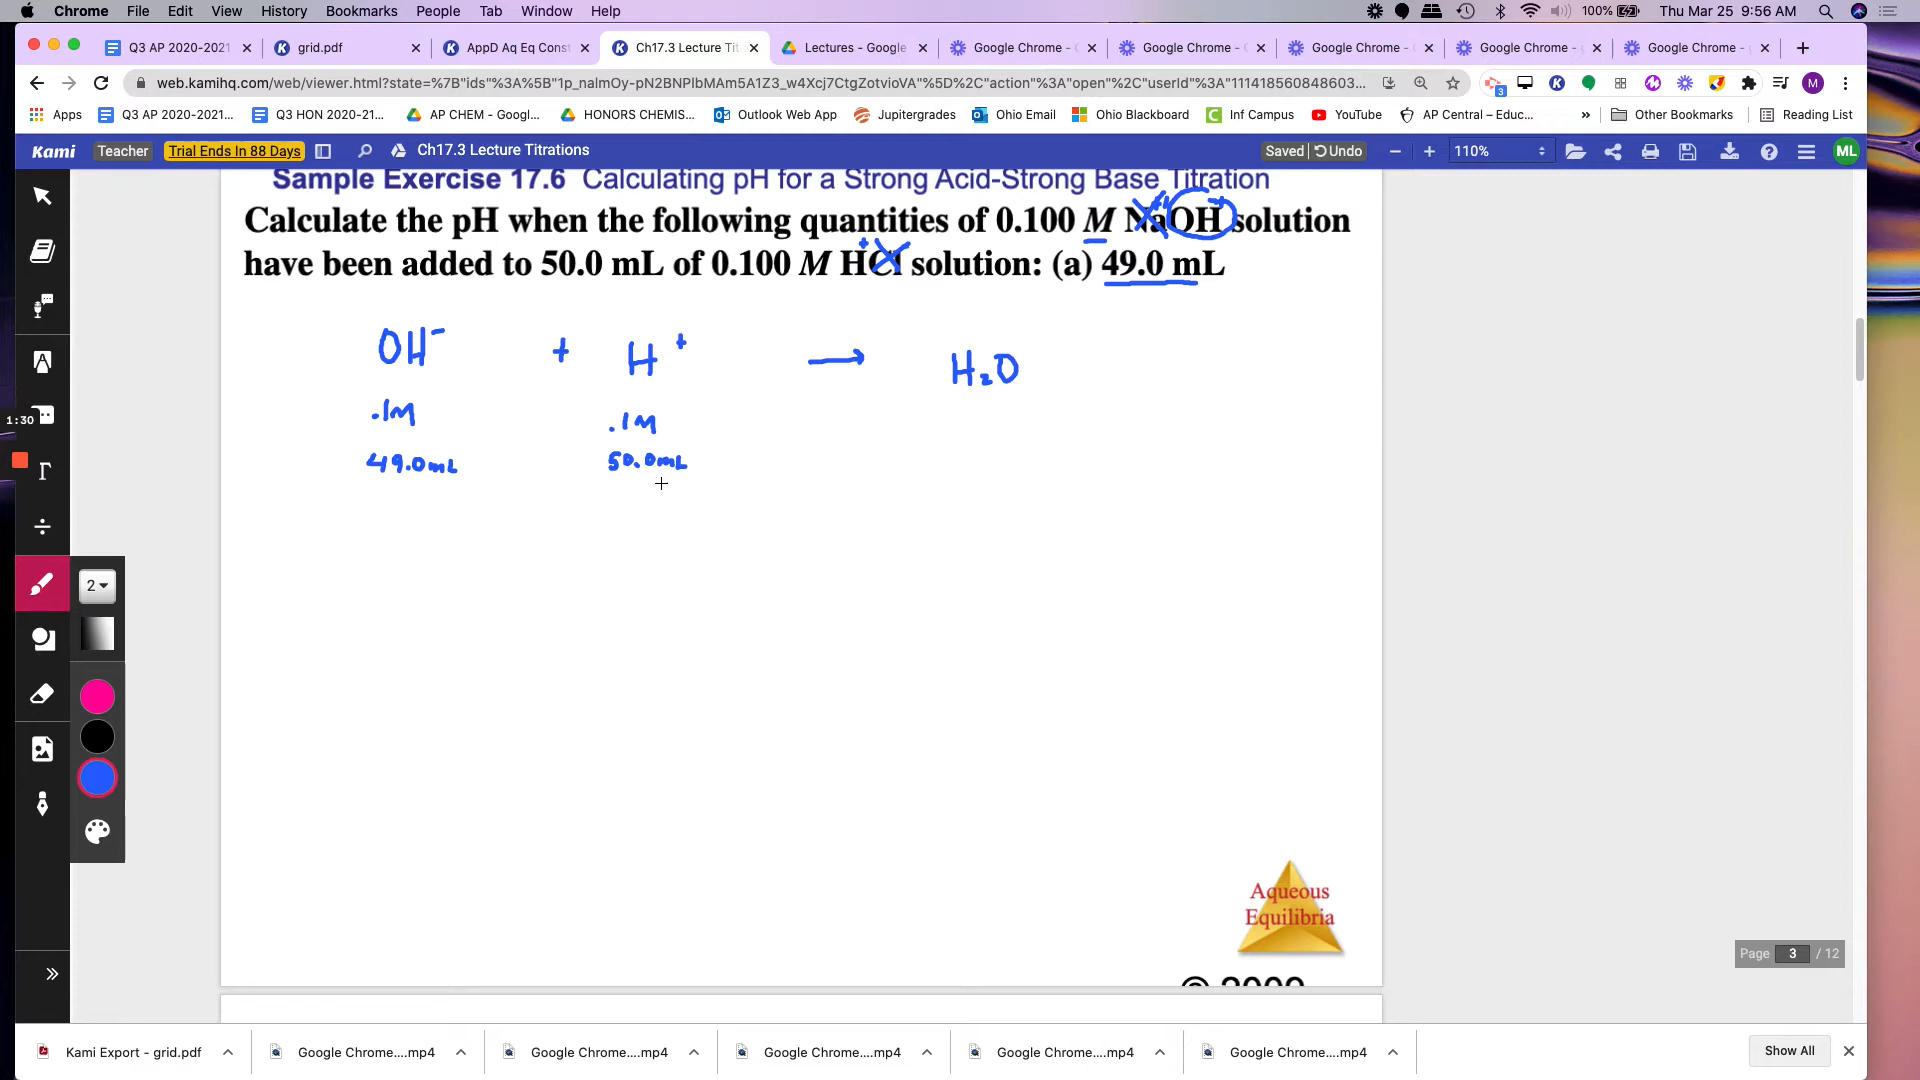 Chrome File Edit View History Bookmarks People Tab Window Help 100% Thu Mar 25 9:56 AM
Q3 AP 2020-2021 grid.pdf AppD Aq Eq Const Ch17.3 Lecture Tit Lectures - Google Google Chrome - Google Chrome - Google Chrome - Google Chrome - Google Chrome -
web.kamihq.com/web/viewer.html?state=%7B"ids"%3A%5B"1p_nalmOy-pN2BNPlbMAm5A1Z3_w4Xcj7CtgZotvioVA"%5D%2C"action"%3A"open"%2C"userId"%3A"111418560848603...
Apps Q3 AP 2020-2021... Q3 HON 2020-21... AP CHEM - Googl... HONORS CHEMIS... Outlook Web App Jupitergrades Ohio Email Ohio Blackboard Inf Campus YouTube AP Central – Educ... » Other Bookmarks Reading List
Kami Teacher Trial Ends In 88 Days Ch17.3 Lecture Titrations Saved Undo 110% ML
Sample Exercise 17.6 Calculating pH for a Strong Acid-Strong Base Titration
Calculate the pH when the following quantities of 0.100 M NaOH solution
have been added to 50.0 mL of 0.100 M HCl solution: (a) 49.0 mL
OH⁻ + H⁺ → H₂O
.1M .1M
49.0mL 50.0mL
1:30
2
Aqueous
Equilibria
Page 3 / 12
Kami Export - grid.pdf Google Chrome....mp4 Google Chrome....mp4 Google Chrome....mp4 Google Chrome....mp4 Google Chrome....mp4 Show All